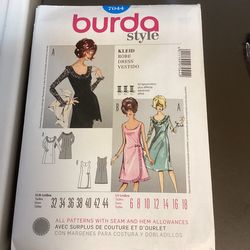 7044
burda
style
A
KLEID
ROBE
DRESS
VESTIDO
A
B
EUR
32 34 36 38 40 42 44
6 8 10 12 14 16 18
ALL PATTERNS WITH SEAM AND HEM ALLOWANCES
AVEC SURPLUS DE COUTURE ET D'OURLET
CON MARGENES PARA COSTURA Y DOBLADILLOS